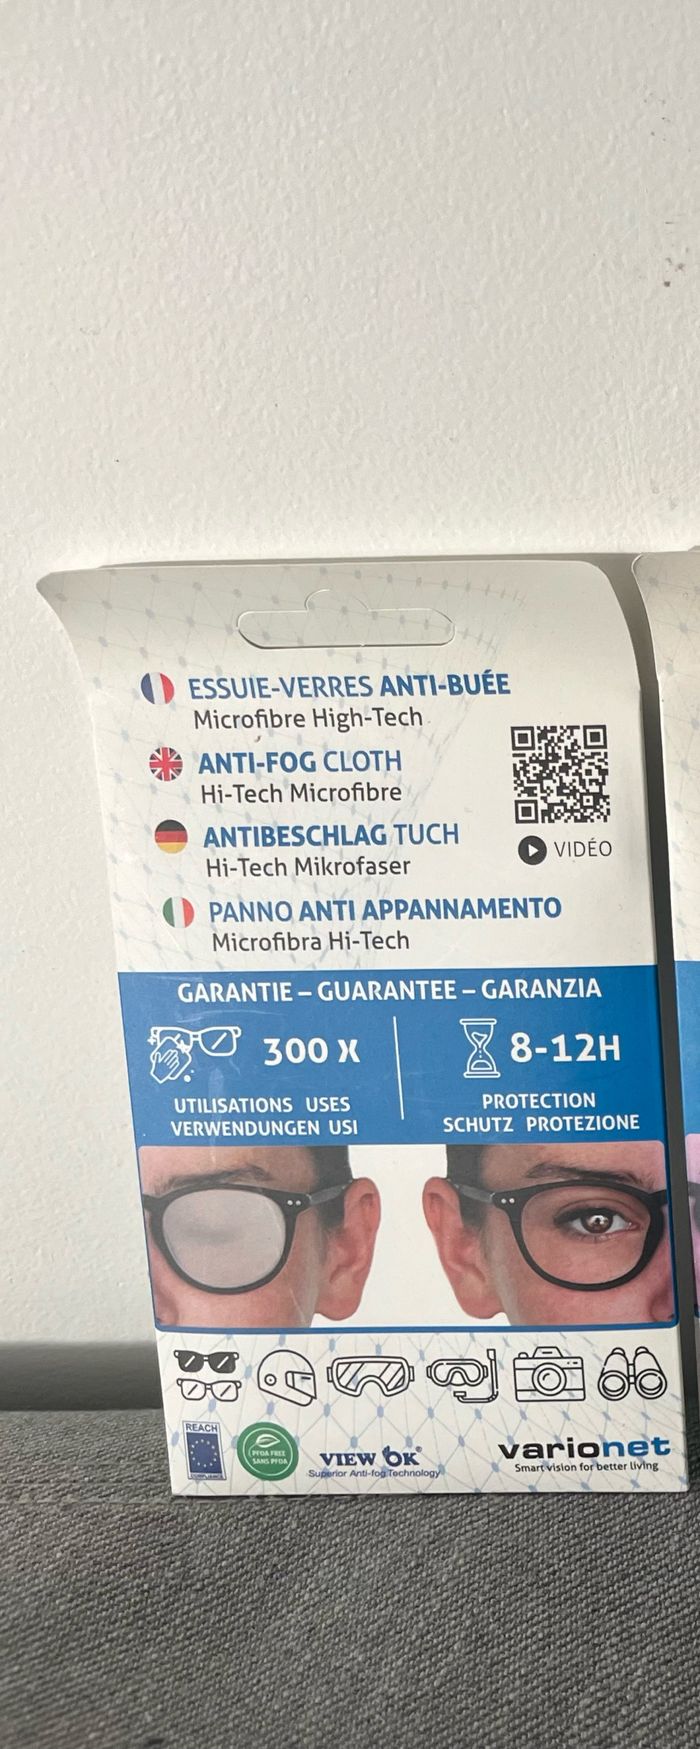 ESSUIE-VERRES ANTI-BUÉE
Microfibre High-Tech
ANTI-FOG CLOTH
Hi-Tech Microfibre
ANTIBESCHLAG TUCH
Hi-Tech Mikrofaser
VIDÉO
PANNO ANTI APPANNAMENTO
Microfibra Hi-Tech
GARANTIE – GUARANTEE – GARANZIA
300 X
8-12H
UTILISATIONS USES
VERWENDUNGEN USI
PROTECTION
SCHUTZ PROTEZIONE
REACH
COMPLIANCE
PFOA FREE
SANS PFOA
VIEW OK®
Superior Anti-fog Technology
varionet
Smart vision for better living